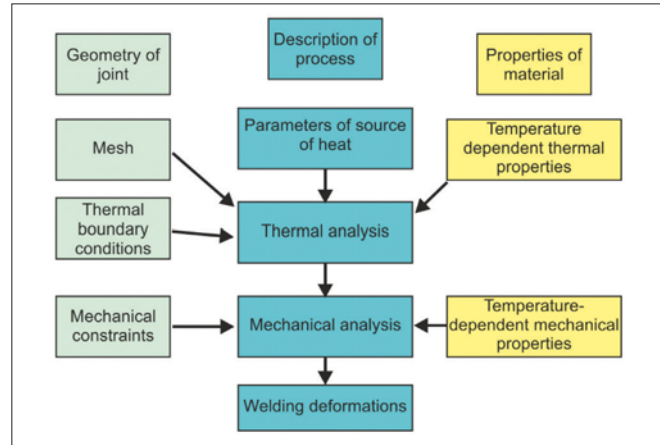 Geometry of
joint
Description of
process
Properties of
material
Mesh
Parameters of source
of heat
Temperature
dependent thermal
properties
Thermal
boundary
conditions
Thermal analysis
Mechanical
constraints
Mechanical analysis
Temperature-
dependent mechanical
properties
Welding deformations